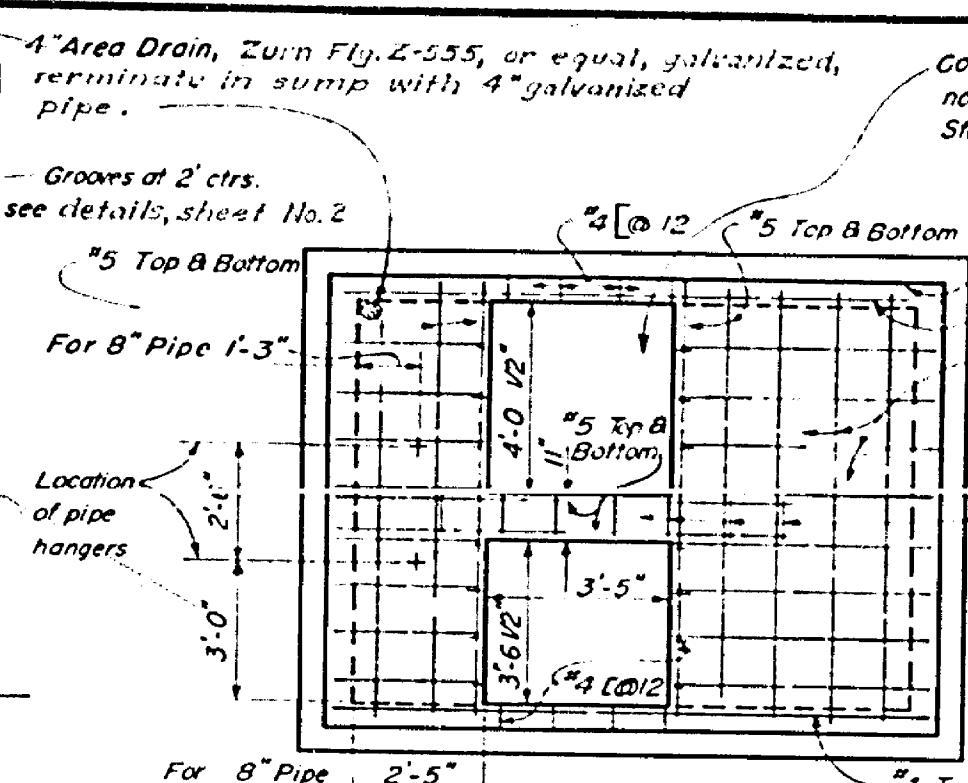 4" Area Drain, Zurn Fig. Z-555, or equal, galvanized,
terminate in sump with 4" galvanized
pipe.
Co
no
St
Grooves at 2' ctrs.
see details, sheet No. 2
#4 [@ 12
#5 Top & Bottom
#5 Top & Bottom
For 8" Pipe 1'-3"
4'-0 1/2"
11"
#5 Top &
Bottom
Location
of pipe
hangers
3'-0"
3'-5"
3'-6 1/2"
#4 [@12
For 8" Pipe 2'-5"